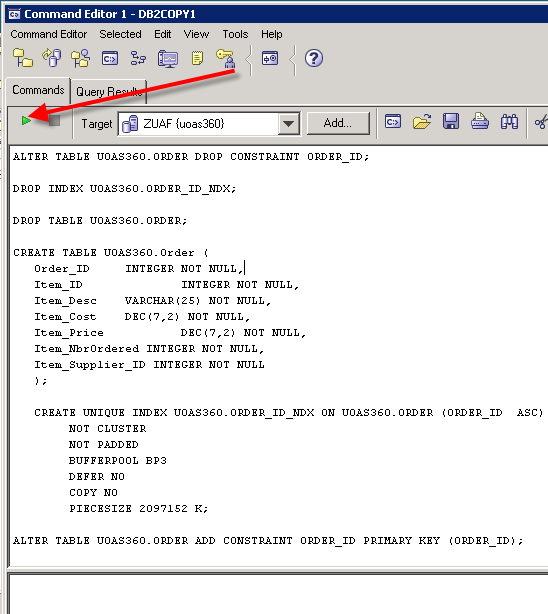 Command Editor 1 - DB2COPY1
Command Editor Selected Edit View Tools Help
Commands Query Results
Target ZUAF {uoas360} Add...
ALTER TABLE UOAS360.ORDER DROP CONSTRAINT ORDER_ID;
DROP INDEX UOAS360.ORDER_ID_NDX;
DROP TABLE UOAS360.ORDER;
CREATE TABLE UOAS360.Order (
Order_ID INTEGER NOT NULL,
Item_ID INTEGER NOT NULL,
Item_Desc VARCHAR(25) NOT NULL,
Item_Cost DEC(7,2) NOT NULL,
Item_Price DEC(7,2) NOT NULL,
Item_NbrOrdered INTEGER NOT NULL,
Item_Supplier_ID INTEGER NOT NULL
);
CREATE UNIQUE INDEX UOAS360.ORDER_ID_NDX ON UOAS360.ORDER (ORDER_ID ASC)
NOT CLUSTER
NOT PADDED
BUFFERPOOL BP3
DEFER NO
COPY NO
PIECESIZE 2097152 K;
ALTER TABLE UOAS360.ORDER ADD CONSTRAINT ORDER_ID PRIMARY KEY (ORDER_ID);